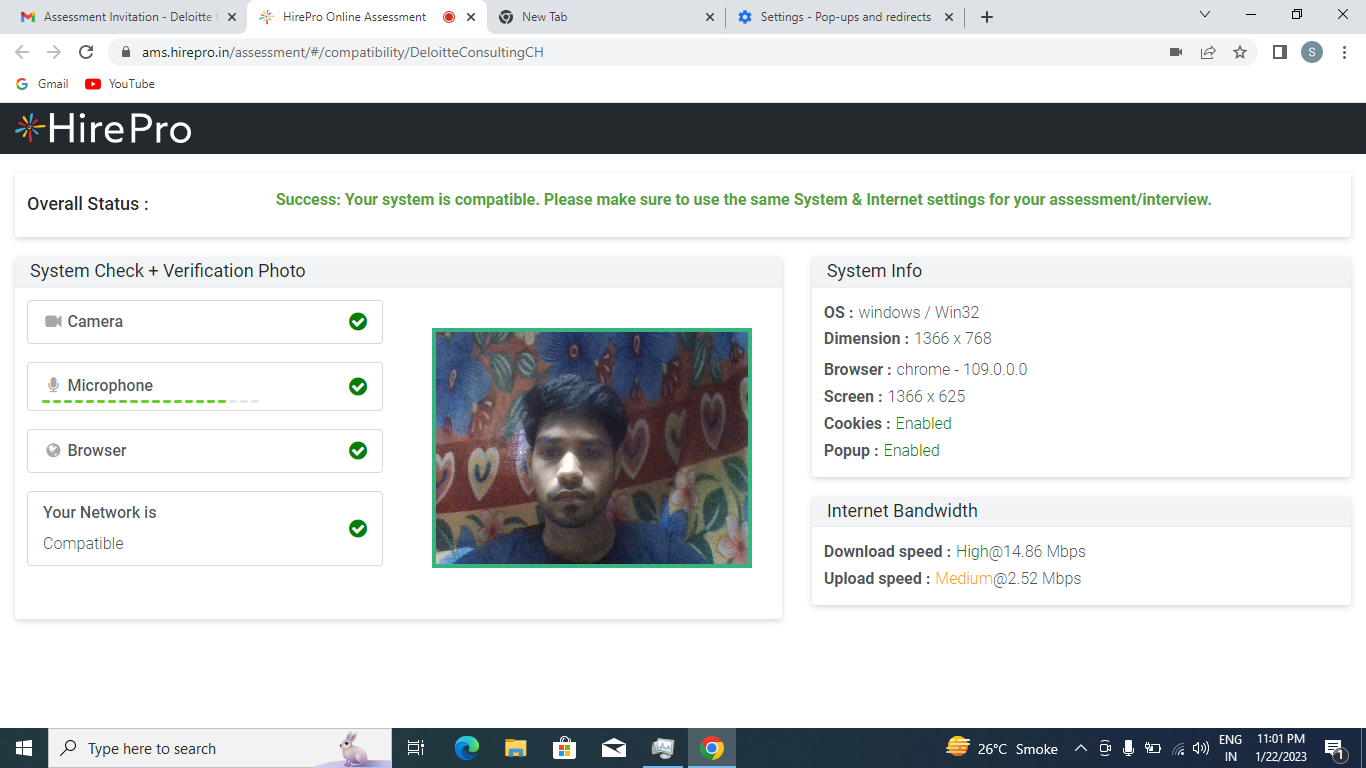 Assessment Invitation - Deloitte
HirePro Online Assessment
New Tab
Settings - Pop-ups and redirects
ams.hirepro.in/assessment/#/compatibility/DeloitteConsultingCH
S
Gmail
YouTube
HirePro
Overall Status :
Success: Your system is compatible. Please make sure to use the same System & Internet settings for your assessment/interview.
System Check + Verification Photo
Camera
Microphone
Browser
Your Network is
Compatible
System Info
OS : windows / Win32
Dimension : 1366 x 768
Browser : chrome - 109.0.0.0
Screen : 1366 x 625
Cookies : Enabled
Popup : Enabled
Internet Bandwidth
Download speed : High@14.86 Mbps
Upload speed : Medium@2.52 Mbps
Type here to search
26°C Smoke
ENG
IN
11:01 PM
1/22/2023
1